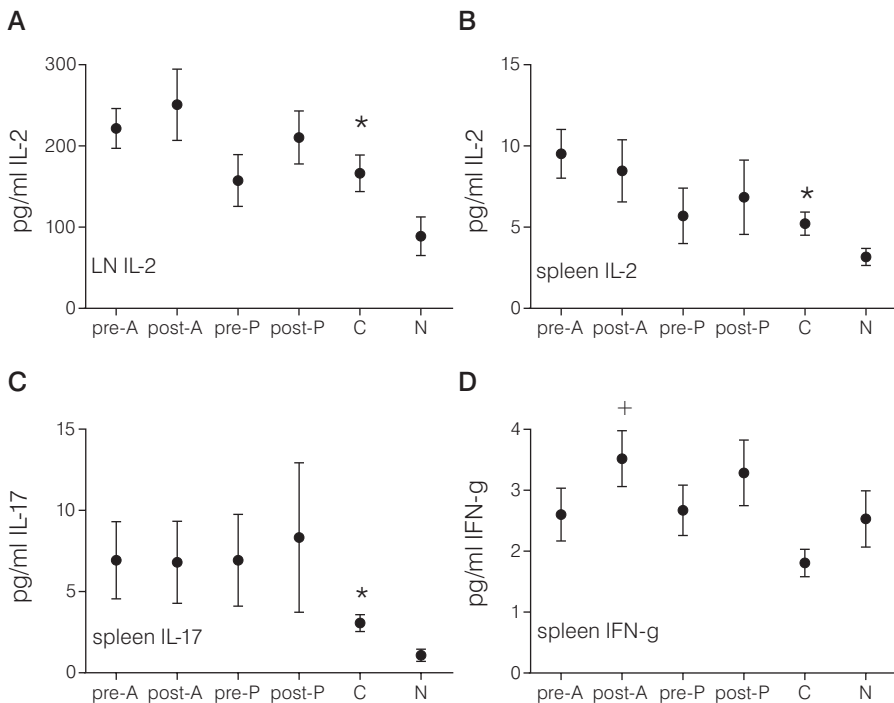 A
pg/ml IL-2
300
200
100
0
*
LN IL-2
pre-A post-A pre-P post-P C N
B
pg/ml IL-2
15
10
5
0
*
spleen IL-2
pre-A post-A pre-P post-P C N
C
pg/ml IL-17
15
10
5
0
*
spleen IL-17
pre-A post-A pre-P post-P C N
D
pg/ml IFN-g
4
3
2
1
0
+
spleen IFN-g
pre-A post-A pre-P post-P C N